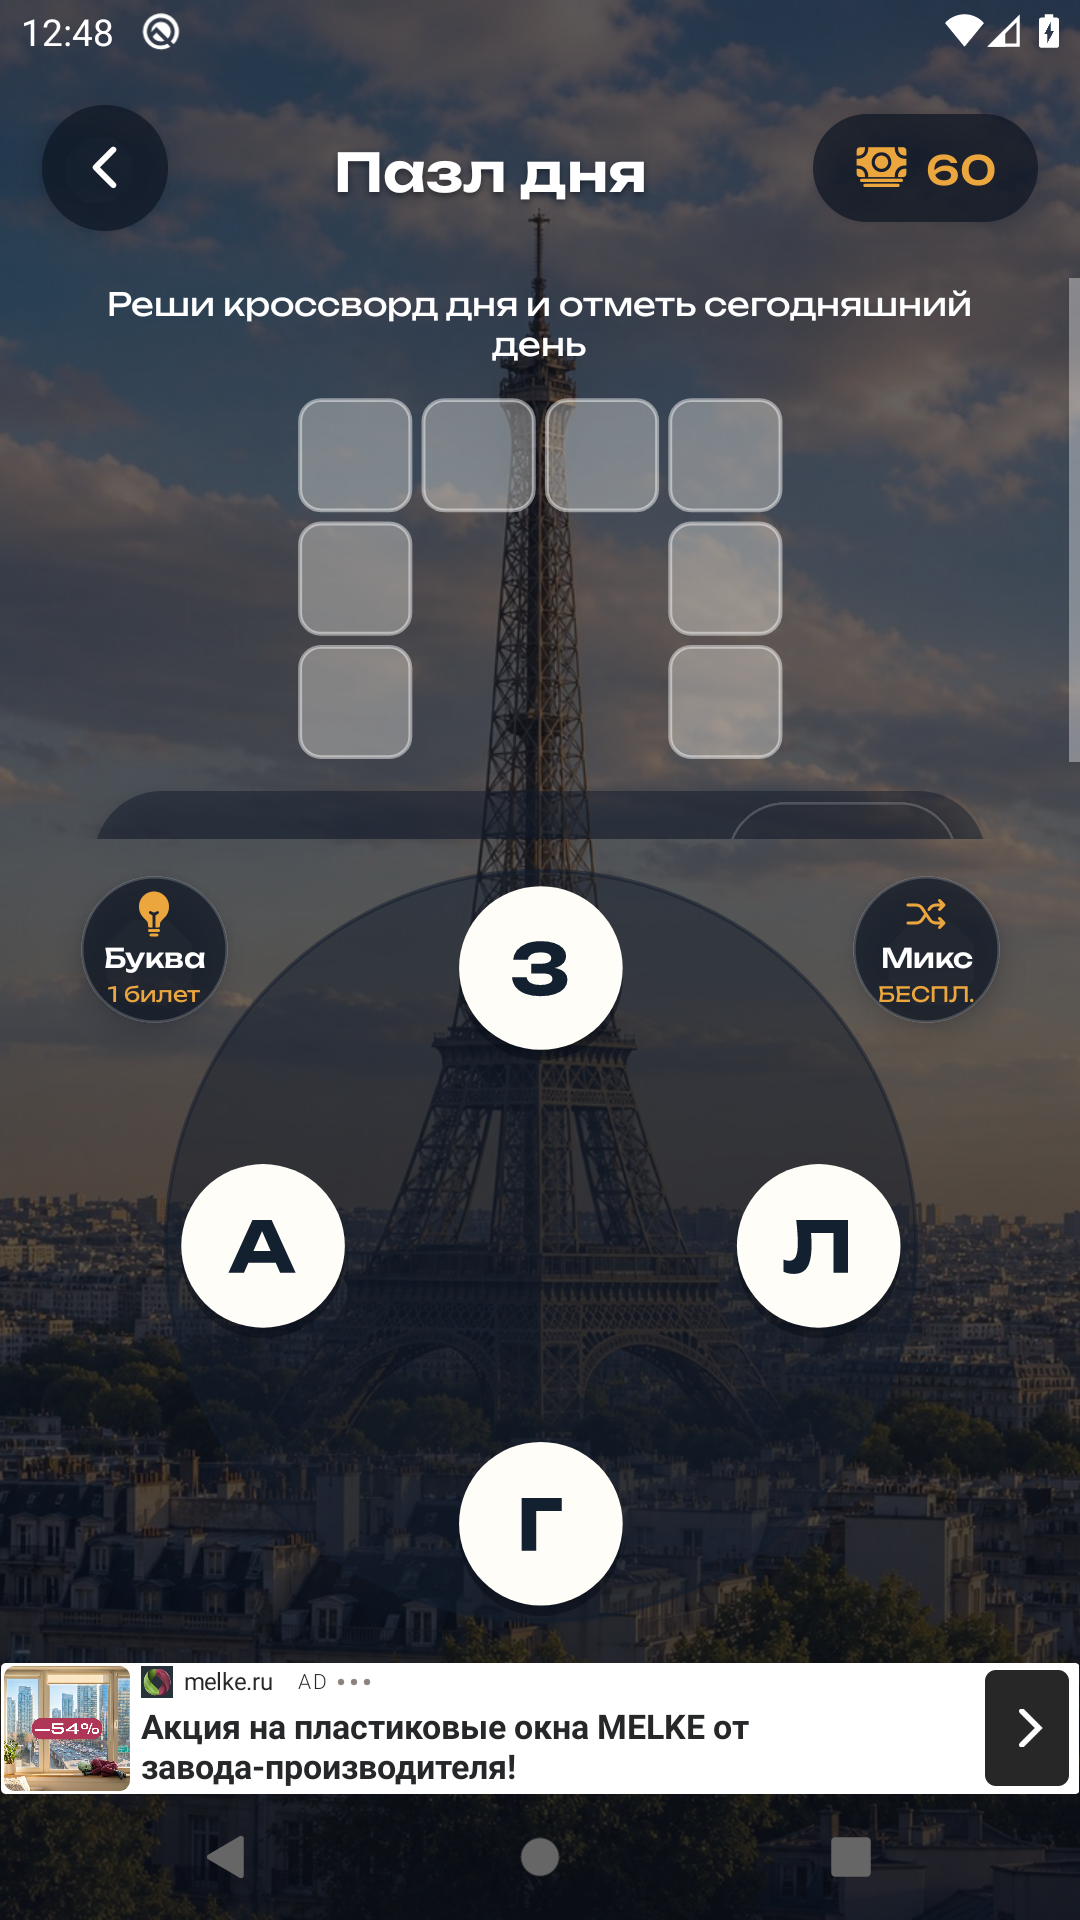 12:48
Пазл дня
60
Реши кроссворд дня и отметь сегодняшний
день
Буква
1 билет
Микс
БЕСПЛ.
З
А
Л
Г
melke.ru AD
–54%
Акция на пластиковые окна MELKE от
завода-производителя!